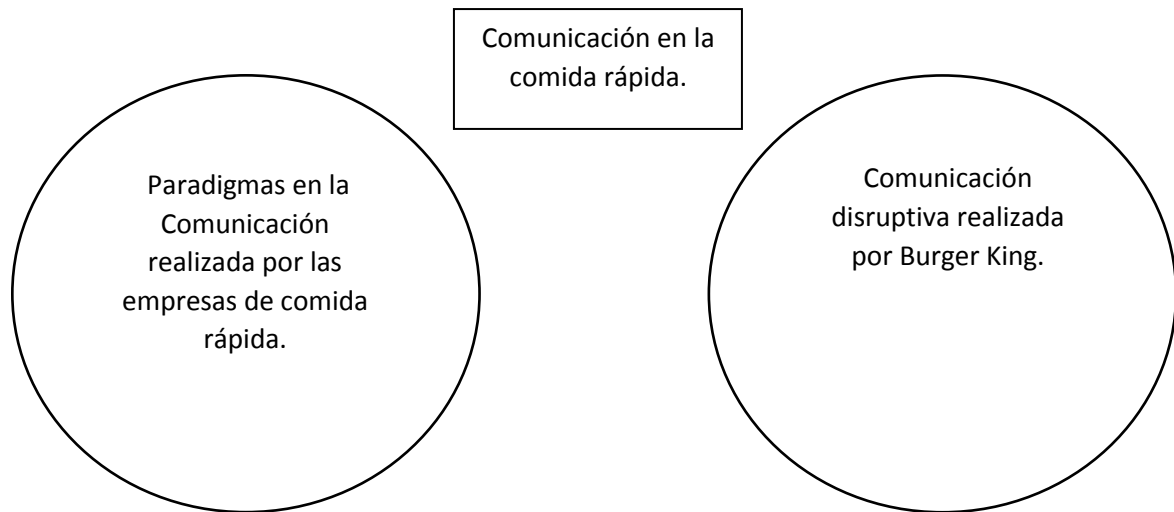 Comunicación en la
comida rápida.
Paradigmas en la
Comunicación
realizada por las
empresas de comida
rápida.
Comunicación
disruptiva realizada
por Burger King.